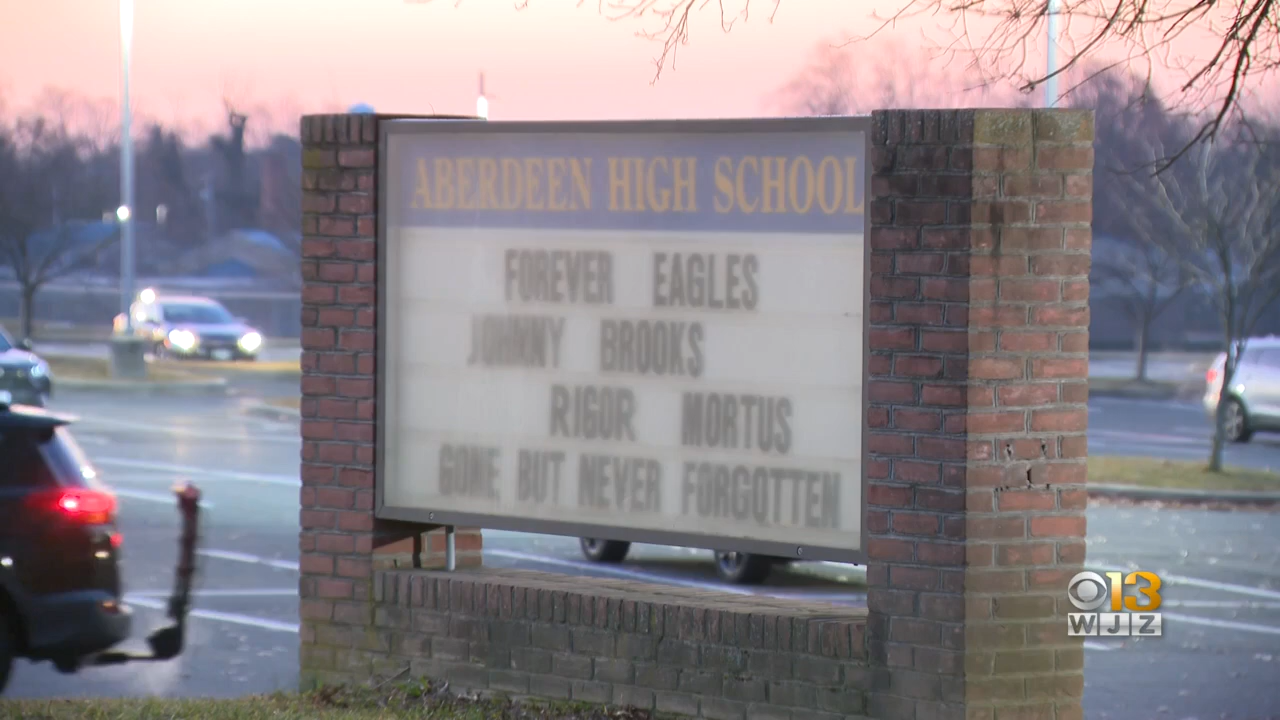 ABERDEEN HIGH SCHOOL
FOREVER EAGLES
JOHNNY BROOKS
RIGOR MORTUS
GONE BUT NEVER FORGOTTEN
13
WJZ